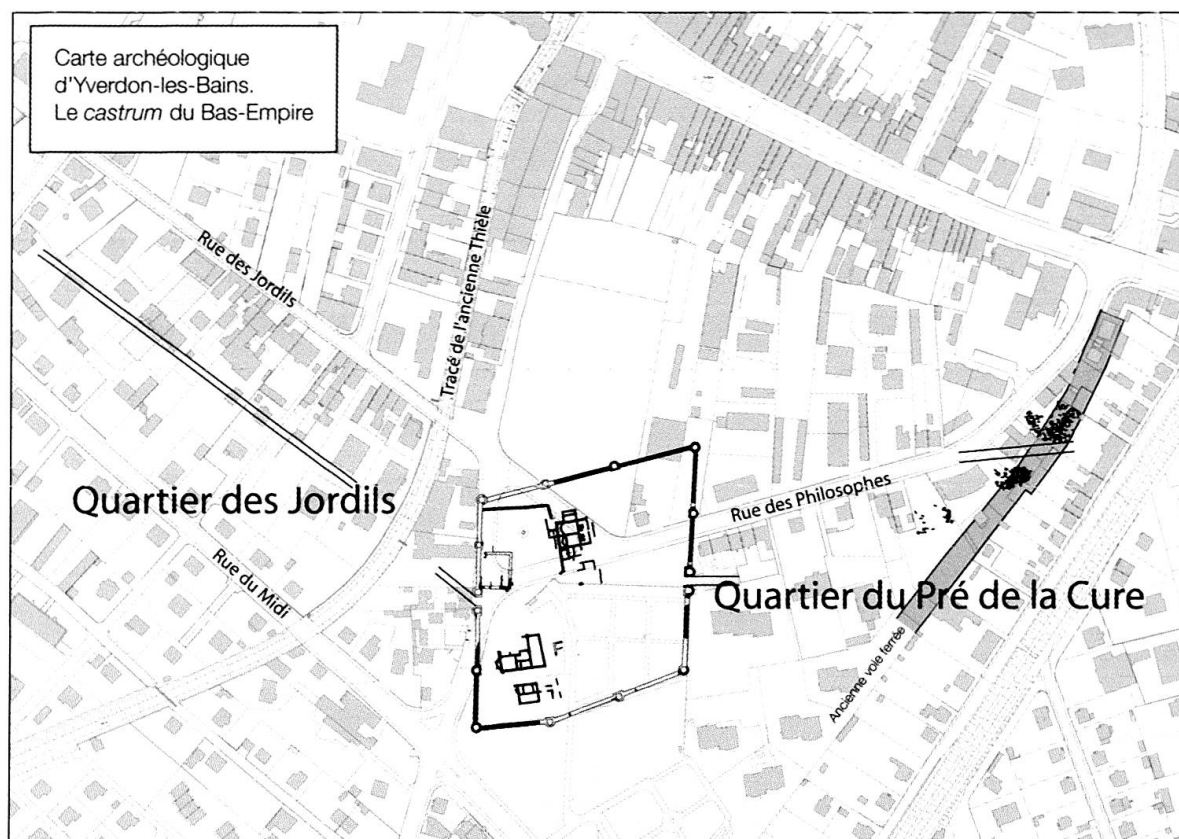 Carte archéologique
d'Yverdon-les-Bains.
Le castrum du Bas-Empire
Rue des Jordils
Tracé de l'ancienne Thièle
Quartier des Jordils
Rue des Philosophes
Rue du Midi
Quartier du Pré de la Cure
Ancienne voie ferrée